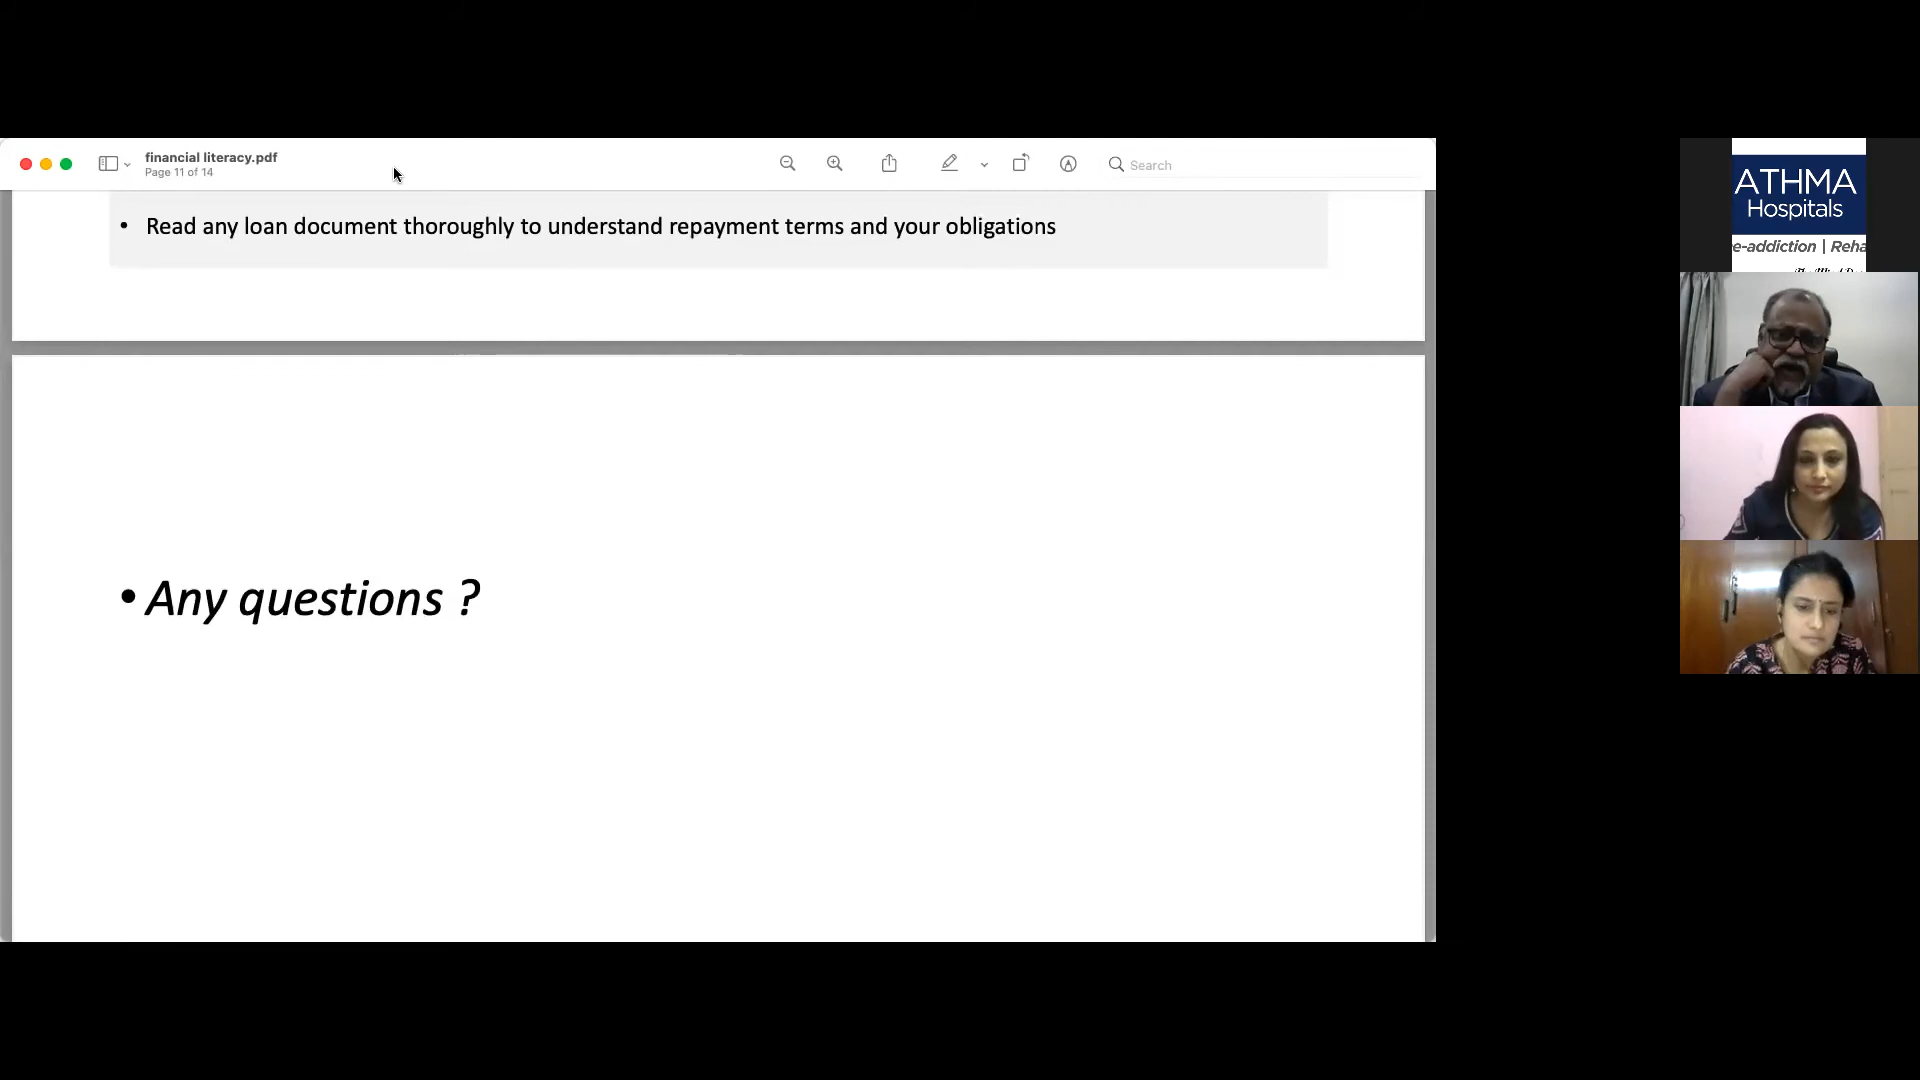 financial literacy.pdf
Page 11 of 14
Search
• Read any loan document thoroughly to understand repayment terms and your obligations
• Any questions ?
ATHMA
Hospitals
e-addiction | Reha